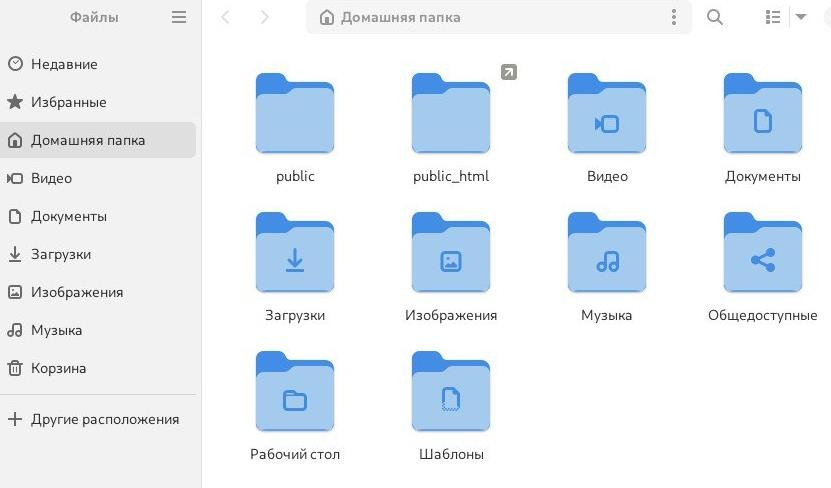 Файлы
Домашняя папка
Недавние
Избранные
Домашняя папка
Видео
Документы
Загрузки
Изображения
Музыка
Корзина
Другие расположения
public
public_html
Видео
Документы
Загрузки
Изображения
Музыка
Общедоступные
Рабочий стол
Шаблоны